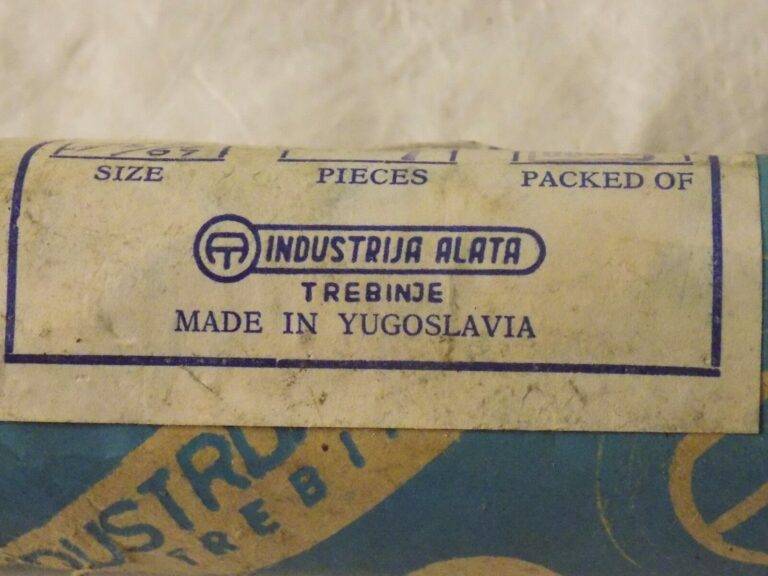 SIZE PIECES PACKED OF
INDUSTRIJA ALATA
TREBINJE
MADE IN YUGOSLAVIA